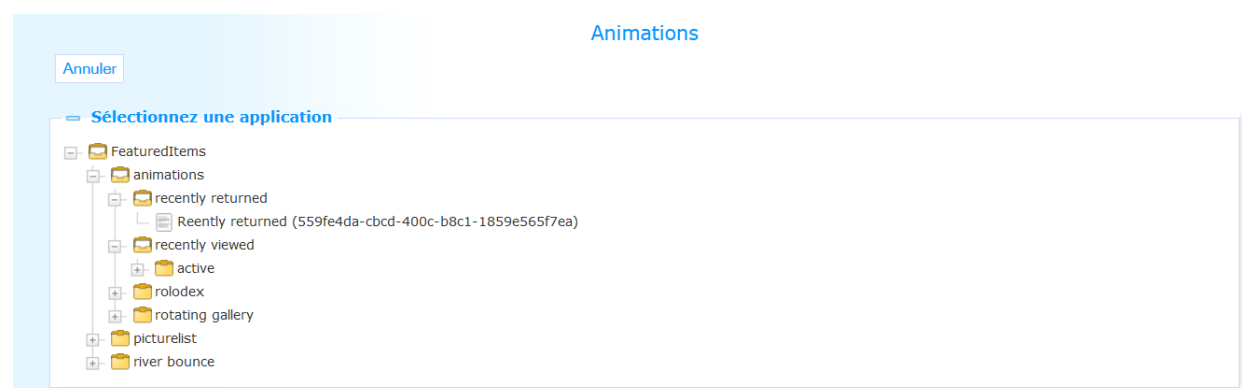 Animations
Annuler
Sélectionnez une application
FeaturedItems
animations
recently returned
Reently returned (559fe4da-cbcd-400c-b8c1-1859e565f7ea)
recently viewed
active
rolodex
rotating gallery
picturelist
river bounce